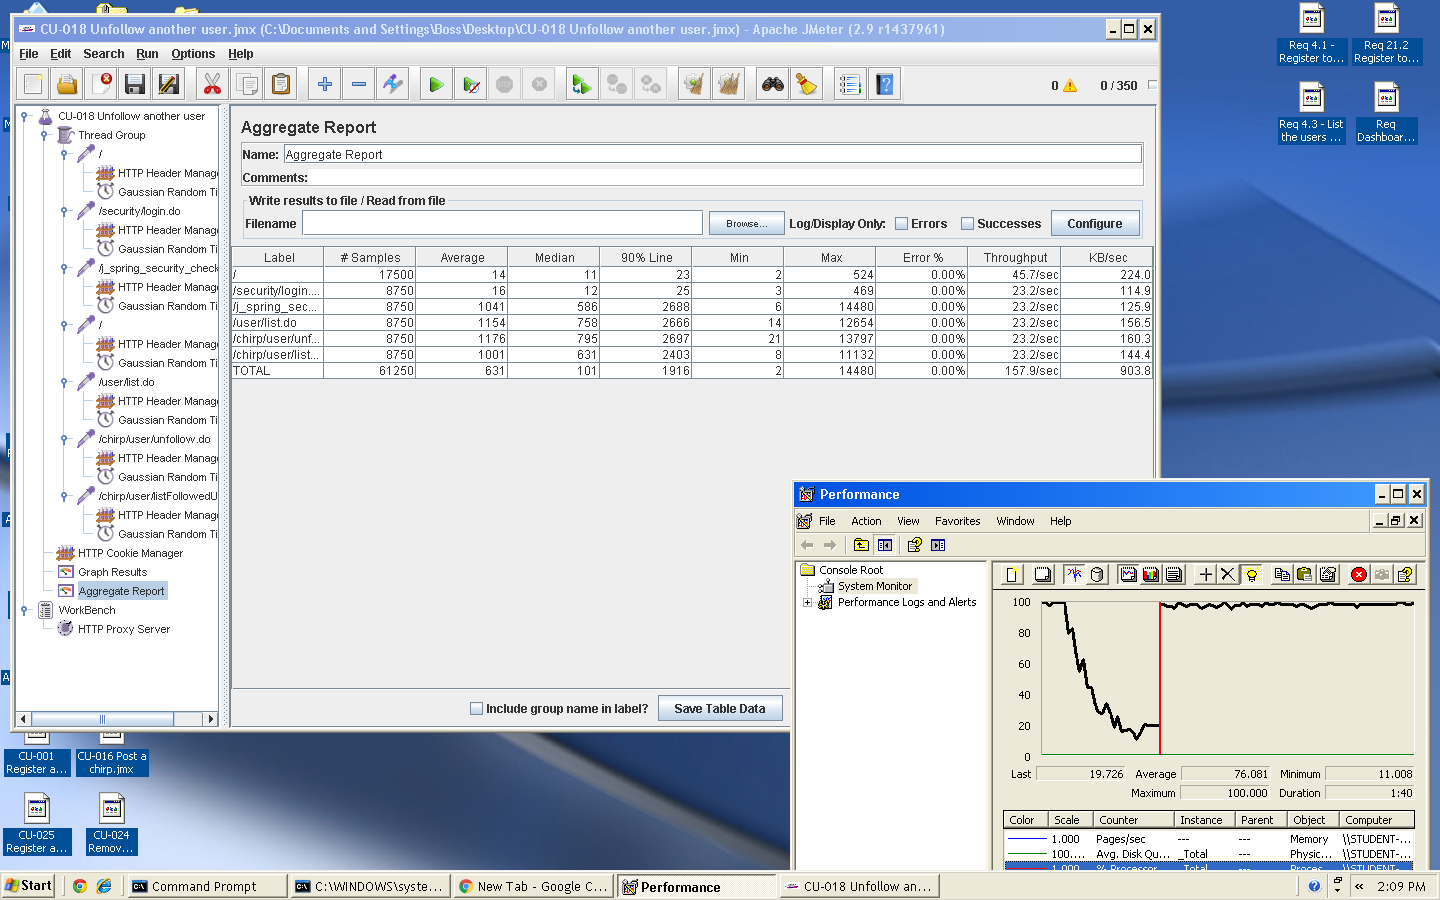 CU-018 Unfollow another user.jmx (C:\Documents and Settings\Boss\Desktop\CU-018 Unfollow another user.jmx) - Apache JMeter (2.9 r1437961)
File Edit Search Run Options Help
0 0 / 350
CU-018 Unfollow another user
Thread Group
/
HTTP Header Manag
Gaussian Random Ti
/security/login.do
HTTP Header Manag
Gaussian Random Ti
/j_spring_security_check
HTTP Header Manag
Gaussian Random Ti
/
HTTP Header Manag
Gaussian Random Ti
/user/list.do
HTTP Header Manag
Gaussian Random Ti
/chirp/user/unfollow.do
HTTP Header Manag
Gaussian Random Ti
/chirp/user/listFollowedU
HTTP Header Manag
Gaussian Random Ti
HTTP Cookie Manager
Graph Results
Aggregate Report
WorkBench
HTTP Proxy Server
Aggregate Report
Name: Aggregate Report
Comments:
Write results to file / Read from file
Filename Browse... Log/Display Only: Errors Successes Configure
Label # Samples Average Median 90% Line Min Max Error % Throughput KB/sec
/ 17500 14 11 23 2 524 0.00% 45.7/sec 224.0
/security/login.... 8750 16 12 25 3 469 0.00% 23.2/sec 114.9
/j_spring_sec... 8750 1041 586 2688 6 14480 0.00% 23.2/sec 125.9
/user/list.do 8750 1154 758 2666 14 12654 0.00% 23.2/sec 156.5
/chirp/user/unf... 8750 1176 795 2697 21 13797 0.00% 23.2/sec 160.3
/chirp/user/list... 8750 1001 631 2403 8 11132 0.00% 23.2/sec 144.4
TOTAL 61250 631 101 1916 2 14480 0.00% 157.9/sec 903.8
Include group name in label? Save Table Data
Req 4.1 - Register to...
Req 21.2 Register to...
Req 4.3 - List the users ...
Req Dashboar...
Performance
File Action View Favorites Window Help
Console Root
System Monitor
Performance Logs and Alerts
100
80
60
40
20
0
Last 19.726 Average 76.081 Minimum 11.008
Maximum 100.000 Duration 1:40
Color Scale Counter Instance Parent Object Computer
1.000 Pages/sec --- --- Memory \\STUDENT-...
100.... Avg. Disk Qu... _Total --- Physic... \\STUDENT-...
1.000 % Processor _Total --- Proces \\STUDENT-
CU-001 Register a...
CU-016 Post a chirp.jmx
CU-025 Register a...
CU-024 Remov...
Start Command Prompt C:\WINDOWS\syste... New Tab - Google C... Performance CU-018 Unfollow an... 2:09 PM